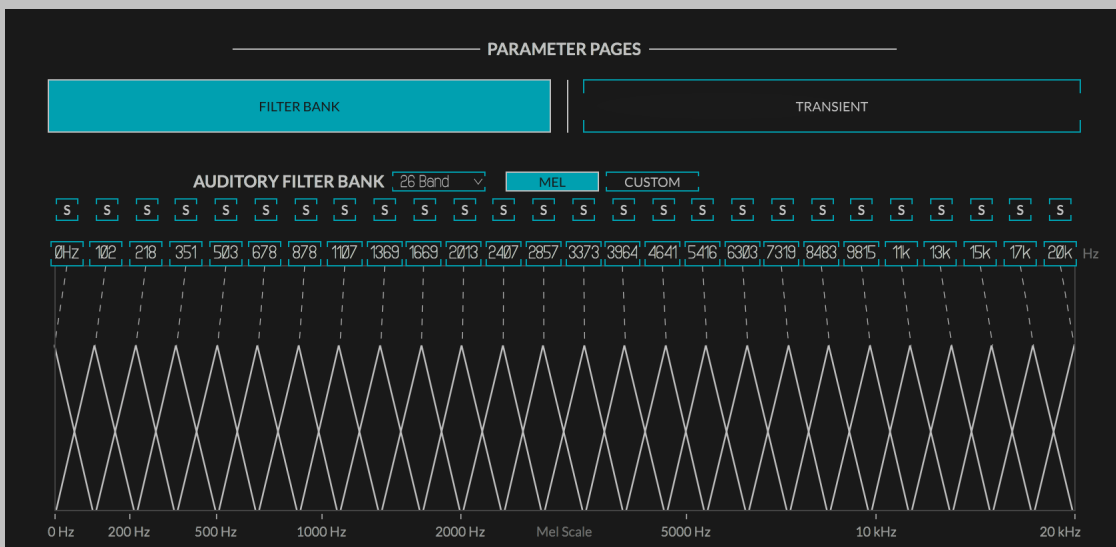 PARAMETER PAGES
FILTER BANK TRANSIENT
AUDITORY FILTER BANK 26 Band MEL CUSTOM
S S S S S S S S S S S S S S S S S S S S S S S S S S
0Hz 102 218 351 503 678 878 1107 1369 1669 2013 2407 2857 3373 3964 4641 5416 6303 7319 8483 9815 11k 13k 15k 17k 20k Hz
0 Hz 200 Hz 500 Hz 1000 Hz 2000 Hz Mel Scale 5000 Hz 10 kHz 20 kHz